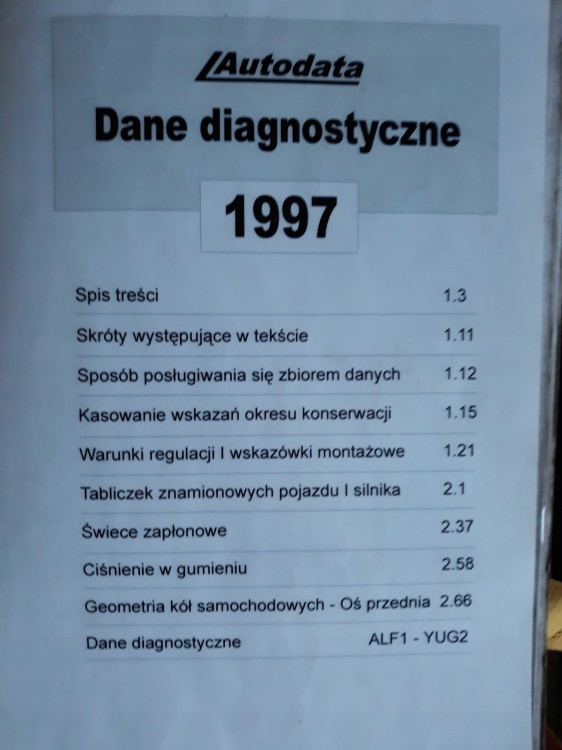 Autodata
Dane diagnostyczne
1997
Spis treści 1.3
Skróty występujące w tekście 1.11
Sposób posługiwania się zbiorem danych 1.12
Kasowanie wskazań okresu konserwacji 1.15
Warunki regulacji I wskazówki montażowe 1.21
Tabliczek znamionowych pojazdu I silnika 2.1
Świece zapłonowe 2.37
Ciśnienie w gumieniu 2.58
Geometria kół samochodowych - Oś przednia 2.66
Dane diagnostyczne ALF1 - YUG2